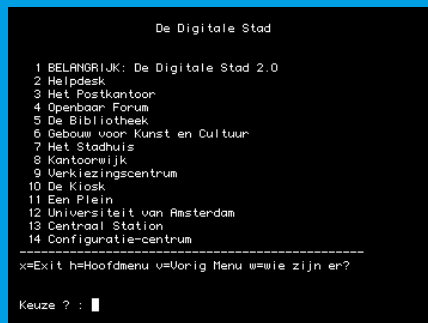 De Digitale Stad
1 BELANGRIJK: De Digitale Stad 2.0
2 Helpdesk
3 Het Postkantoor
4 Openbaar Forum
5 De Bibliotheek
6 Gebouw voor Kunst en Cultuur
7 Het Stadhuis
8 Kantoorwijk
9 Verkiezingscentrum
10 De Kiosk
11 Een Plein
12 Universiteit van Amsterdam
13 Centraal Station
14 Configuratie-centrum
----------------------------------------------------
x=Exit h=Hoofdmenu v=Vorig Menu w=wie zijn er?
Keuze ? :